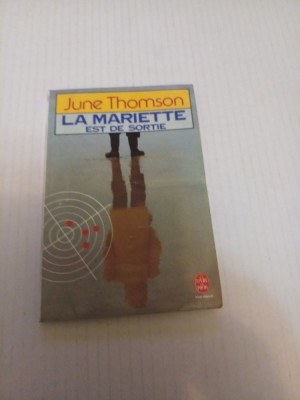 June Thomson
LA MARIETTE
EST DE SORTIE